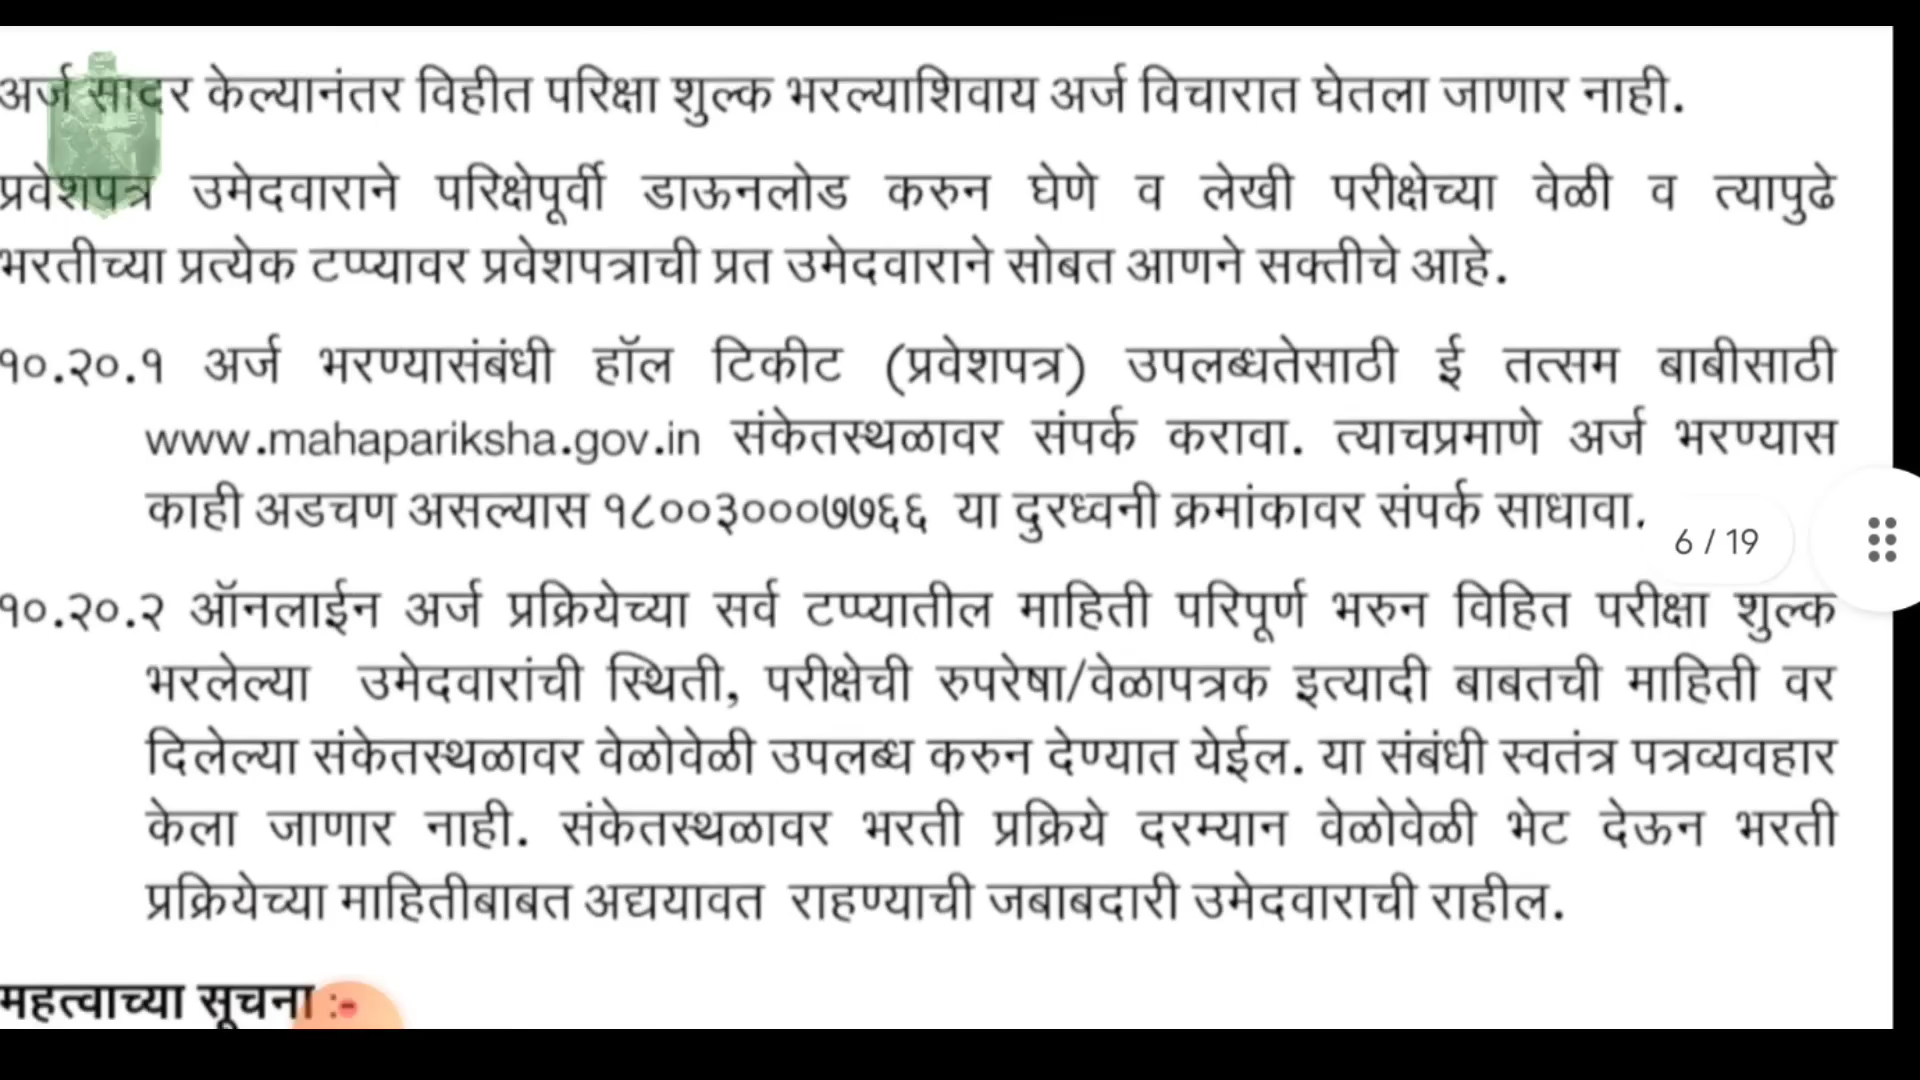 अर्ज सादर केल्यानंतर विहीत परिक्षा शुल्क भरल्याशिवाय अर्ज विचारात घेतला जाणार नाही.
प्रवेशपत्र उमेदवाराने परिक्षेपूर्वी डाऊनलोड करुन घेणे व लेखी परीक्षेच्या वेळी व त्यापुढे
भरतीच्या प्रत्येक टप्प्यावर प्रवेशपत्राची प्रत उमेदवाराने सोबत आणने सक्तीचे आहे.
१०.२०.१ अर्ज भरण्यासंबंधी हॉल टिकीट (प्रवेशपत्र) उपलब्धतेसाठी ई तत्सम बाबीसाठी
www.mahapariksha.gov.in संकेतस्थळावर संपर्क करावा. त्याचप्रमाणे अर्ज भरण्यास
काही अडचण असल्यास १८००३०००७७६६ या दुरध्वनी क्रमांकावर संपर्क साधावा.
6 / 19
१०.२०.२ ऑनलाईन अर्ज प्रक्रियेच्या सर्व टप्प्यातील माहिती परिपूर्ण भरुन विहित परीक्षा शुल्क
भरलेल्या उमेदवारांची स्थिती, परीक्षेची रुपरेषा/वेळापत्रक इत्यादी बाबतची माहिती वर
दिलेल्या संकेतस्थळावर वेळोवेळी उपलब्ध करुन देण्यात येईल. या संबंधी स्वतंत्र पत्रव्यवहार
केला जाणार नाही. संकेतस्थळावर भरती प्रक्रिये दरम्यान वेळोवेळी भेट देऊन भरती
प्रक्रियेच्या माहितीबाबत अद्ययावत राहण्याची जबाबदारी उमेदवाराची राहील.
महत्वाच्या सूचना :-